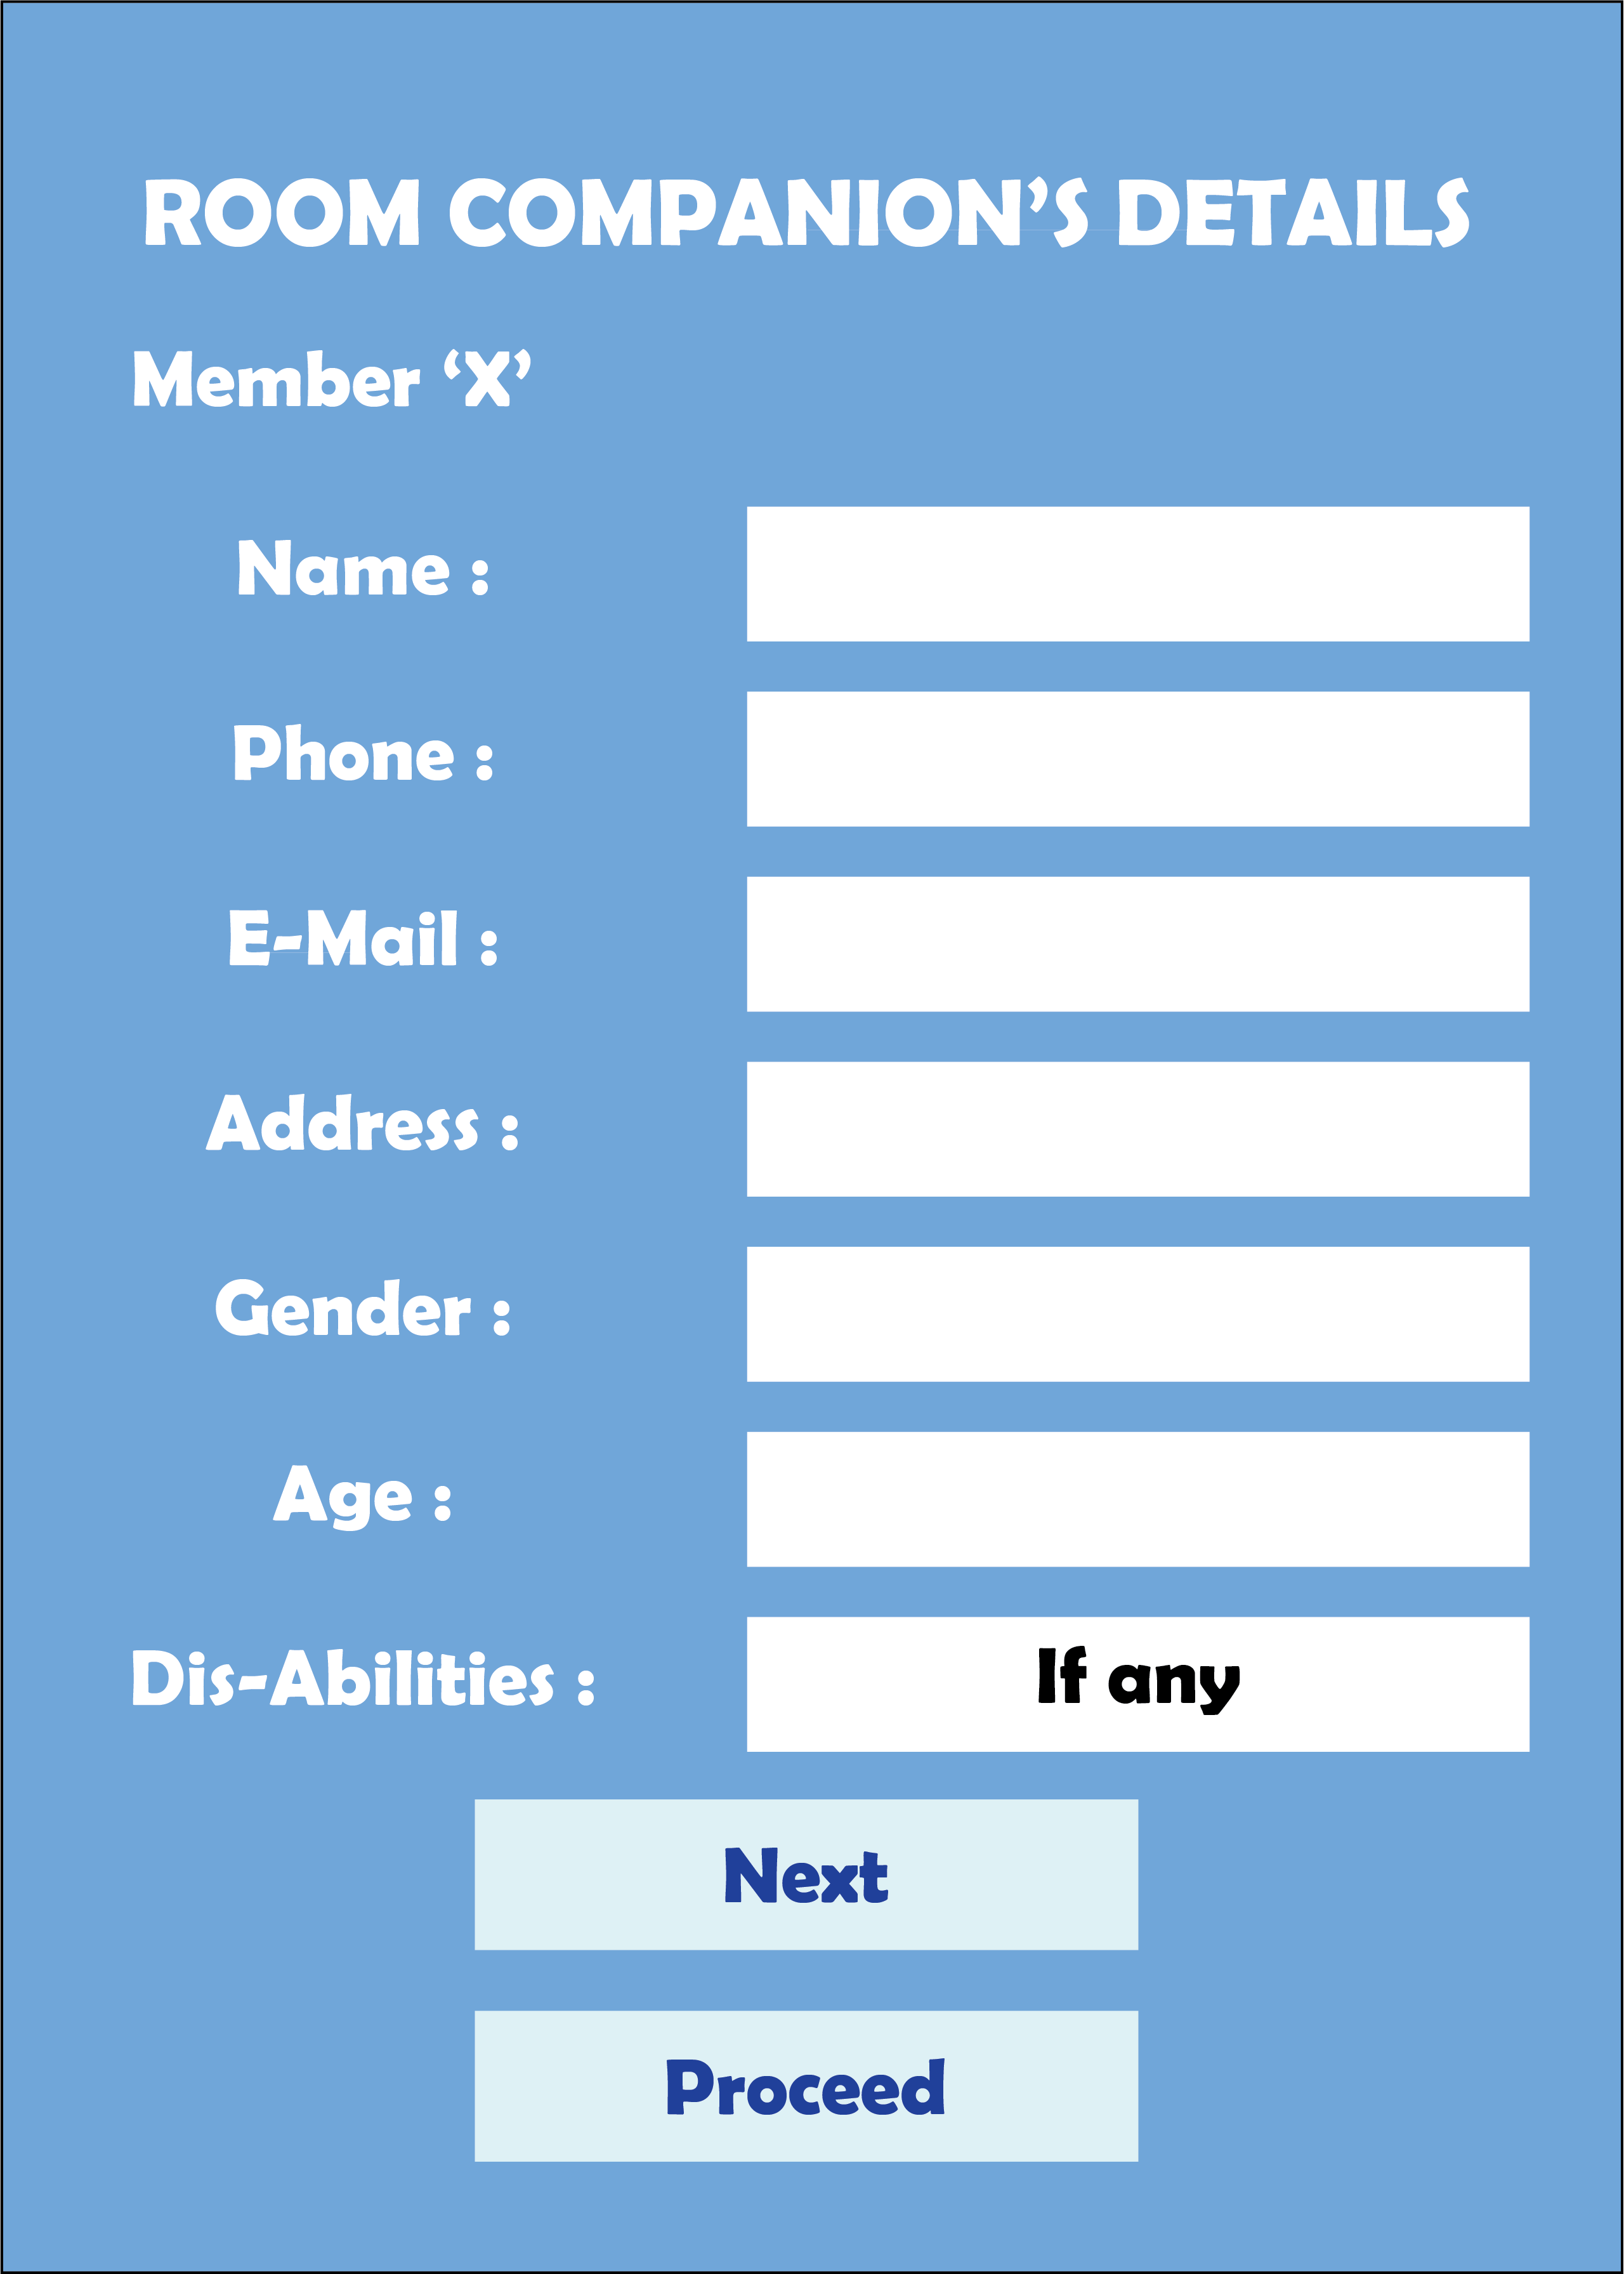 ROOM COMPANION’S DETAILS
Member ‘X’
Name :
Phone :
E-Mail :
Address :
Gender :
Age :
Dis-Abilities : If any
Next
Proceed